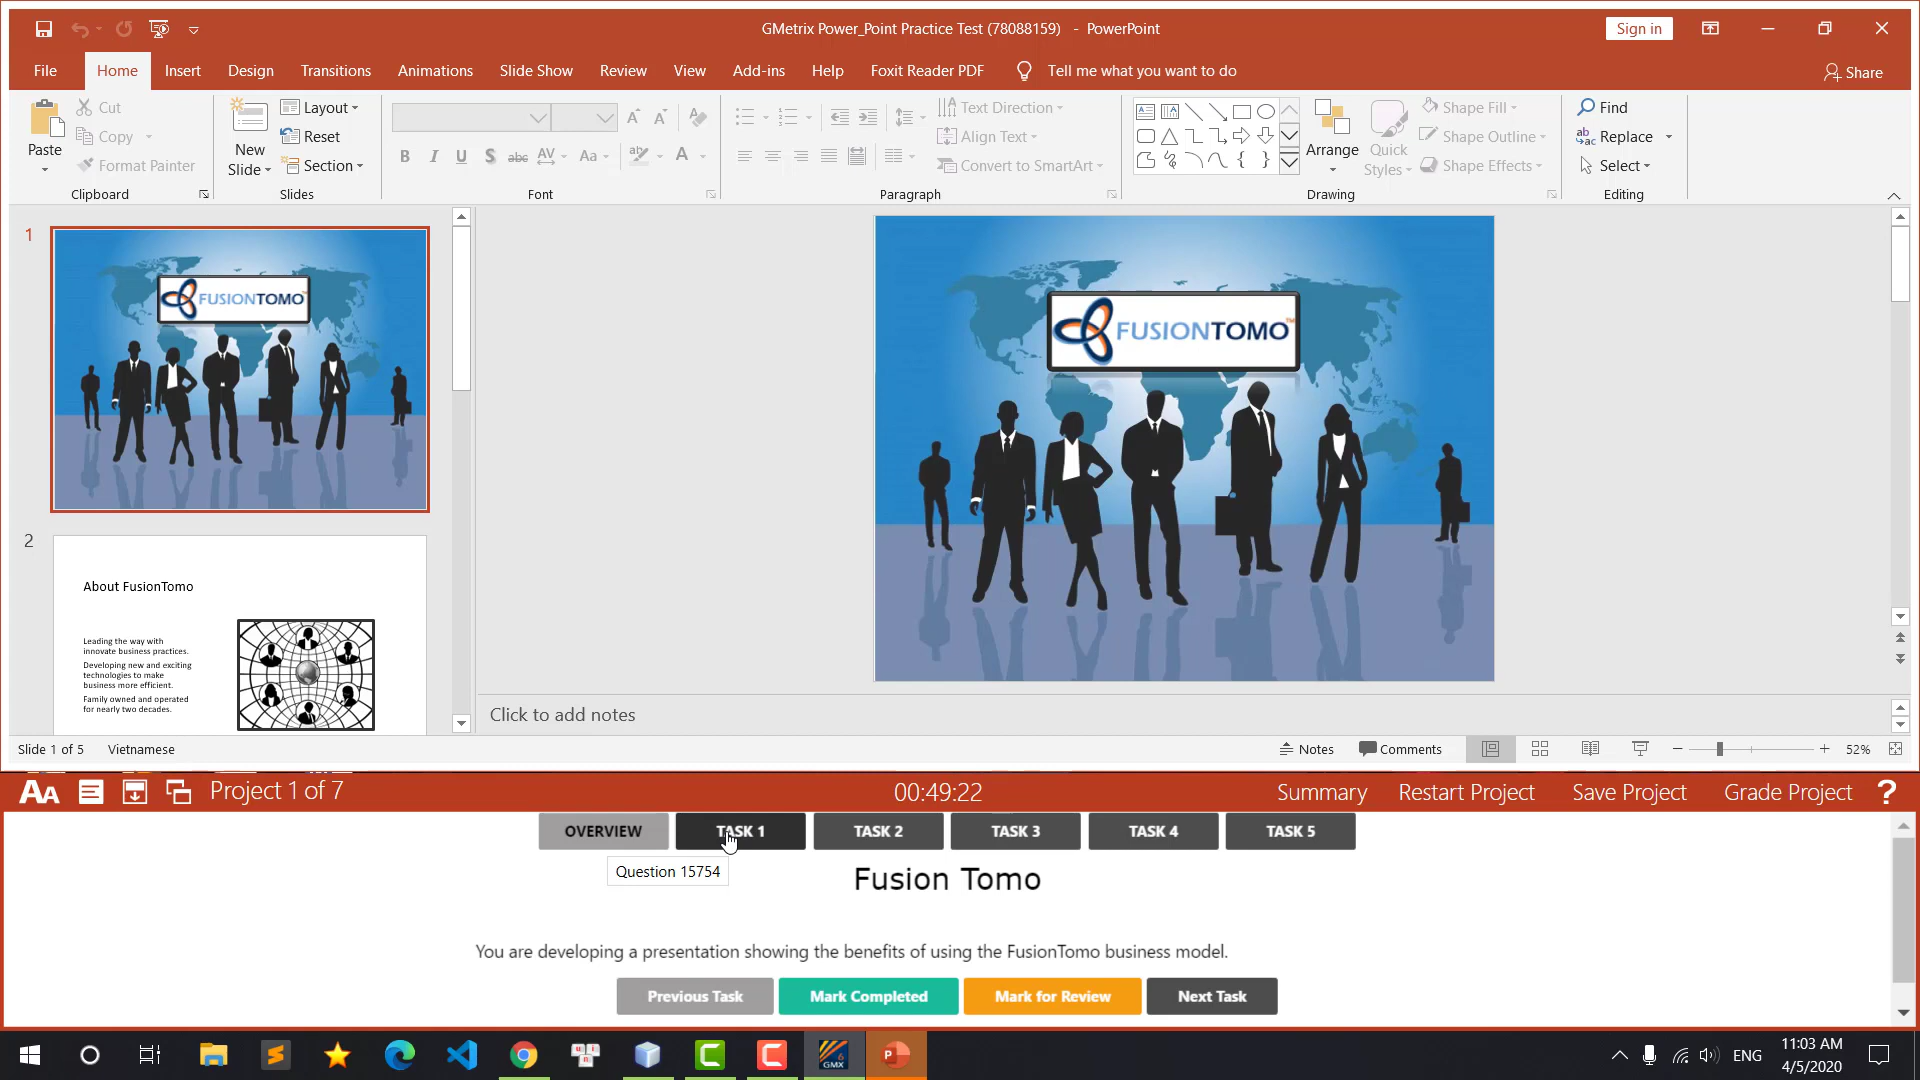 GMetrix Power_Point Practice Test (78088159) - PowerPoint
Sign in
File Home Insert Design Transitions Animations Slide Show Review View Add-ins Help Foxit Reader PDF Tell me what you want to do Share
Paste
Cut
Copy
Format Painter
Clipboard
New Slide
Layout
Reset
Section
Slides
B I U S abc AV Aa A
Font
Text Direction
Align Text
Convert to SmartArt
Paragraph
Arrange
Quick Styles
Shape Fill
Shape Outline
Shape Effects
Drawing
Find
Replace
Select
Editing
1
FUSIONTOMO
2
About FusionTomo
Leading the way with
innovate business practices.
Developing new and exciting
technologies to make
business more efficient.
Family owned and operated
for nearly two decades.
FUSIONTOMO™
Click to add notes
Slide 1 of 5 Vietnamese Notes Comments 52%
AA Project 1 of 7 00:49:22 Summary Restart Project Save Project Grade Project ?
OVERVIEW TASK 1 TASK 2 TASK 3 TASK 4 TASK 5
Question 15754
Fusion Tomo
You are developing a presentation showing the benefits of using the FusionTomo business model.
Previous Task Mark Completed Mark for Review Next Task
GMX
ENG
11:03 AM
4/5/2020